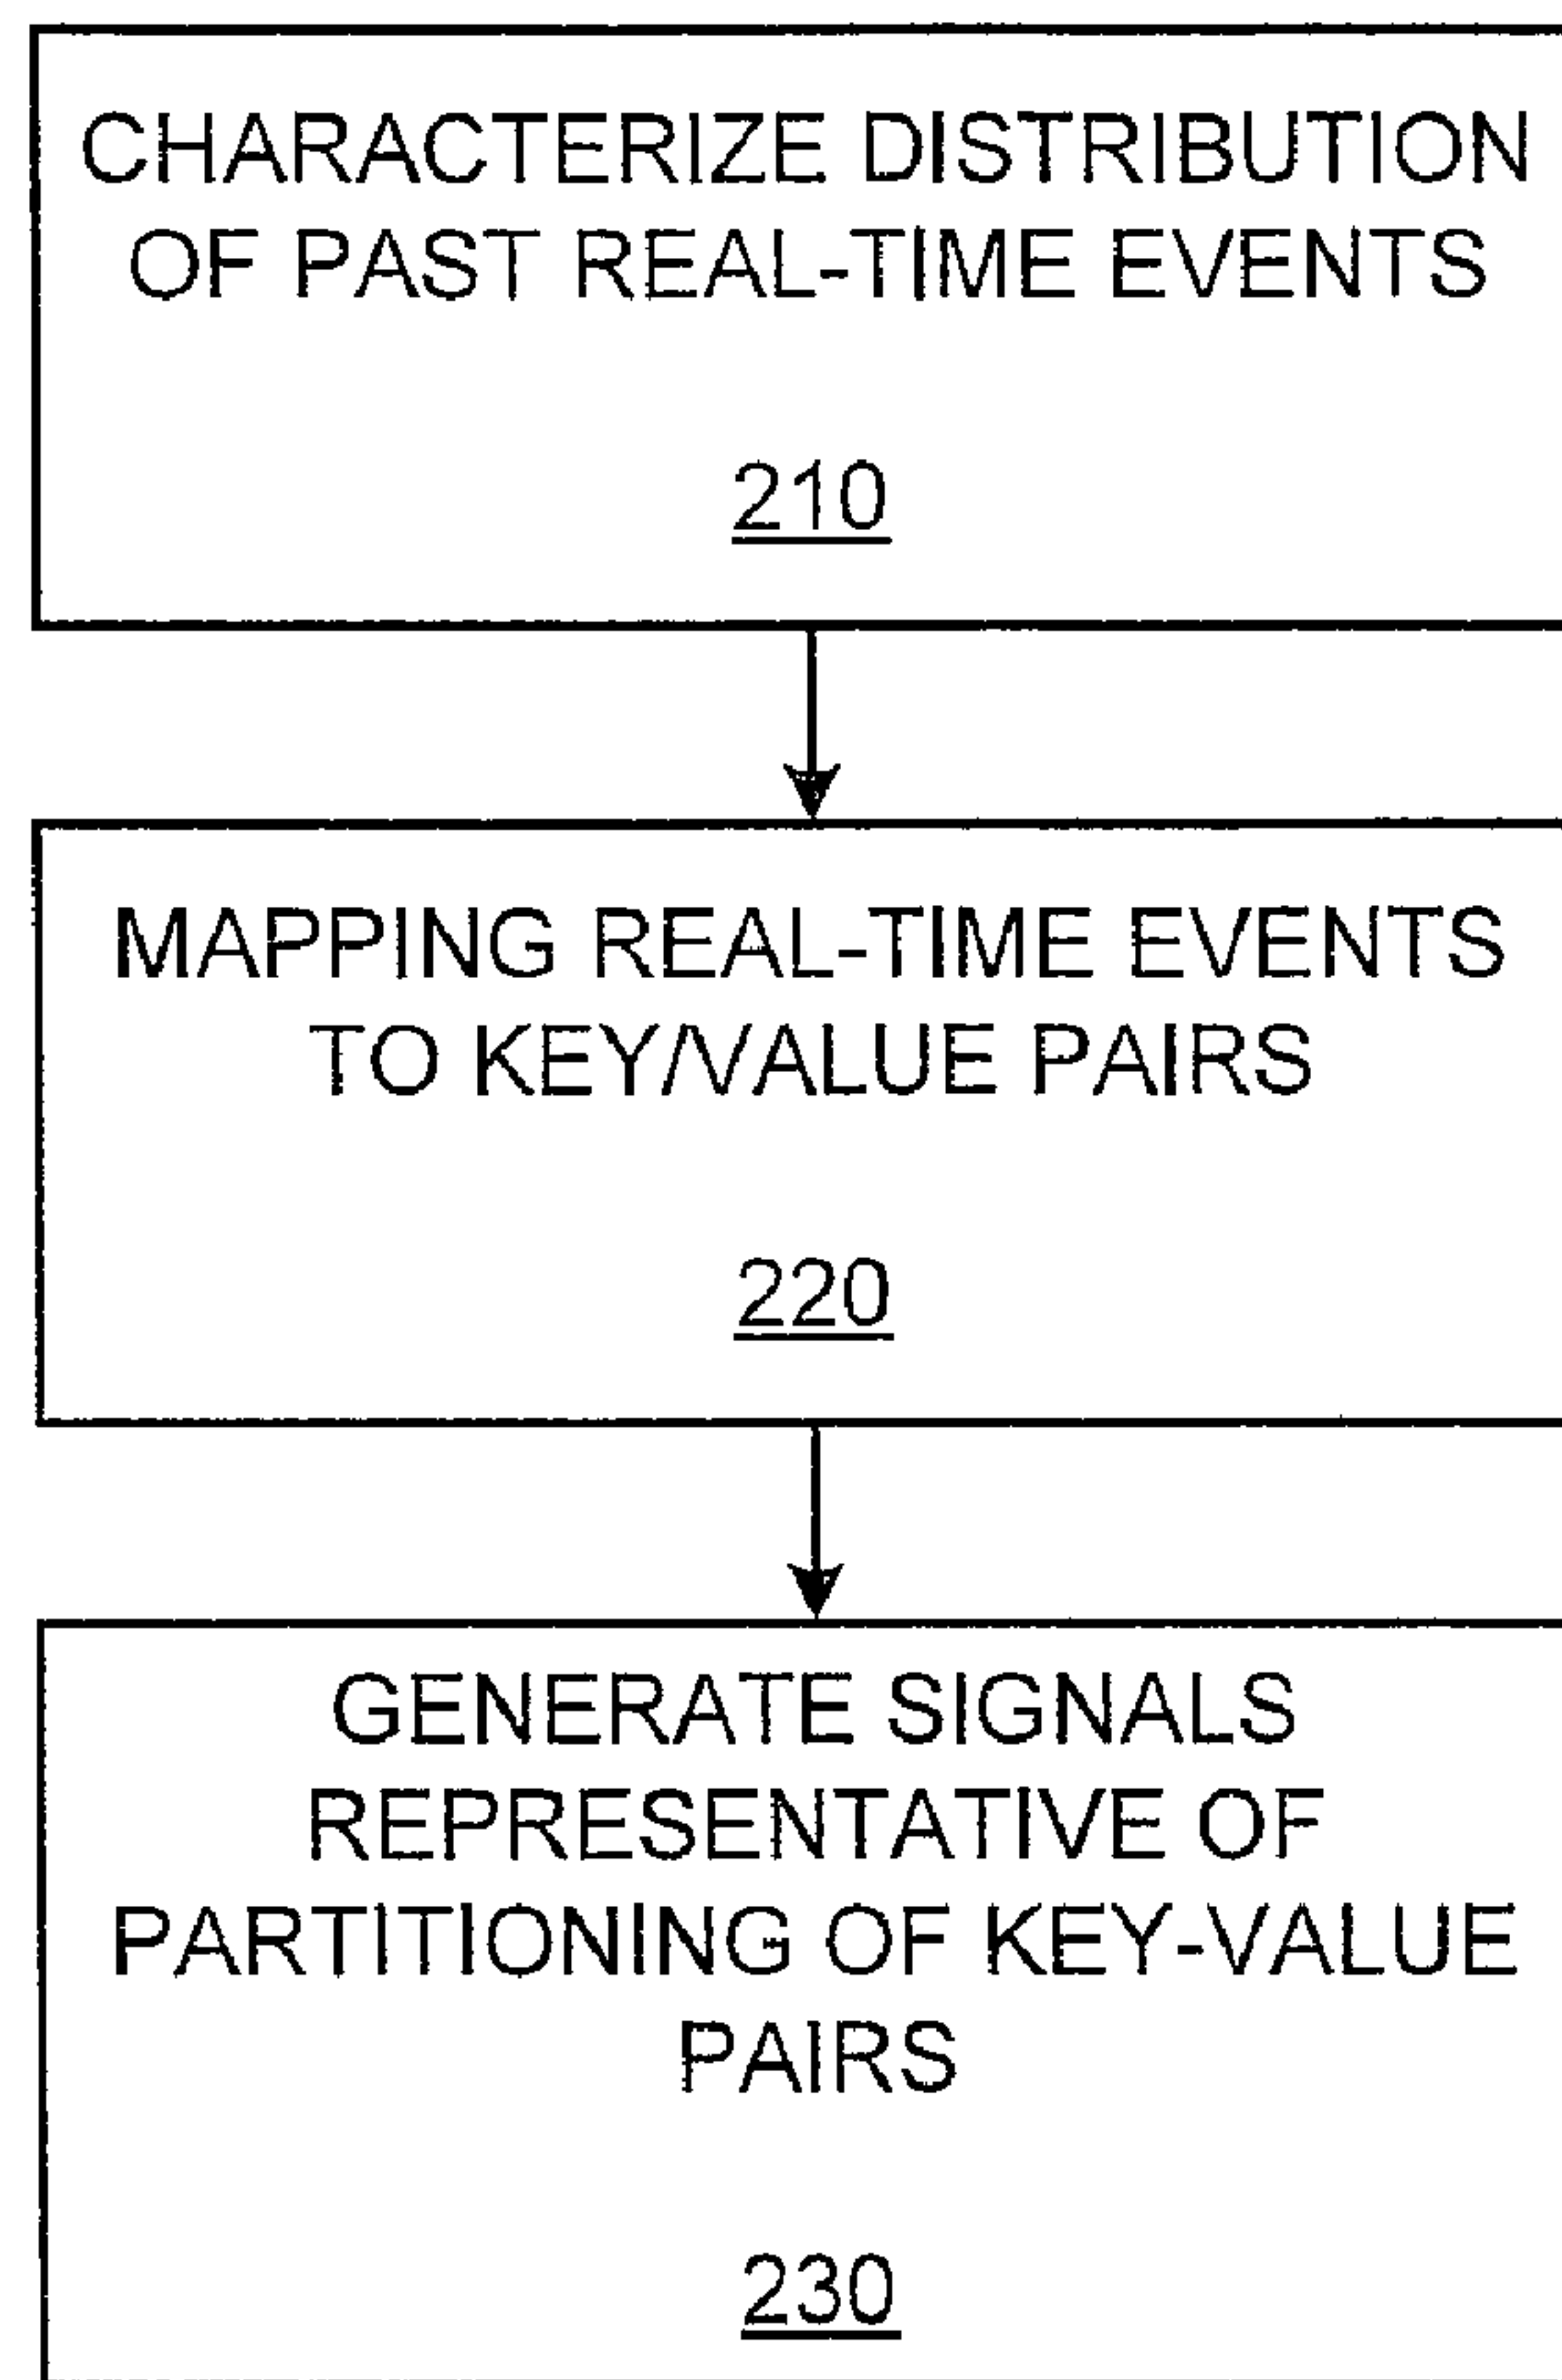 CHARACTERIZE DISTRIBUTION
OF PAST REAL-TIME EVENTS
210
MAPPING REAL-TIME EVENTS
TO KEY/VALUE PAIRS
220
GENERATE SIGNALS
REPRESENTATIVE OF
PARTITIONING OF KEY-VALUE
PAIRS
230